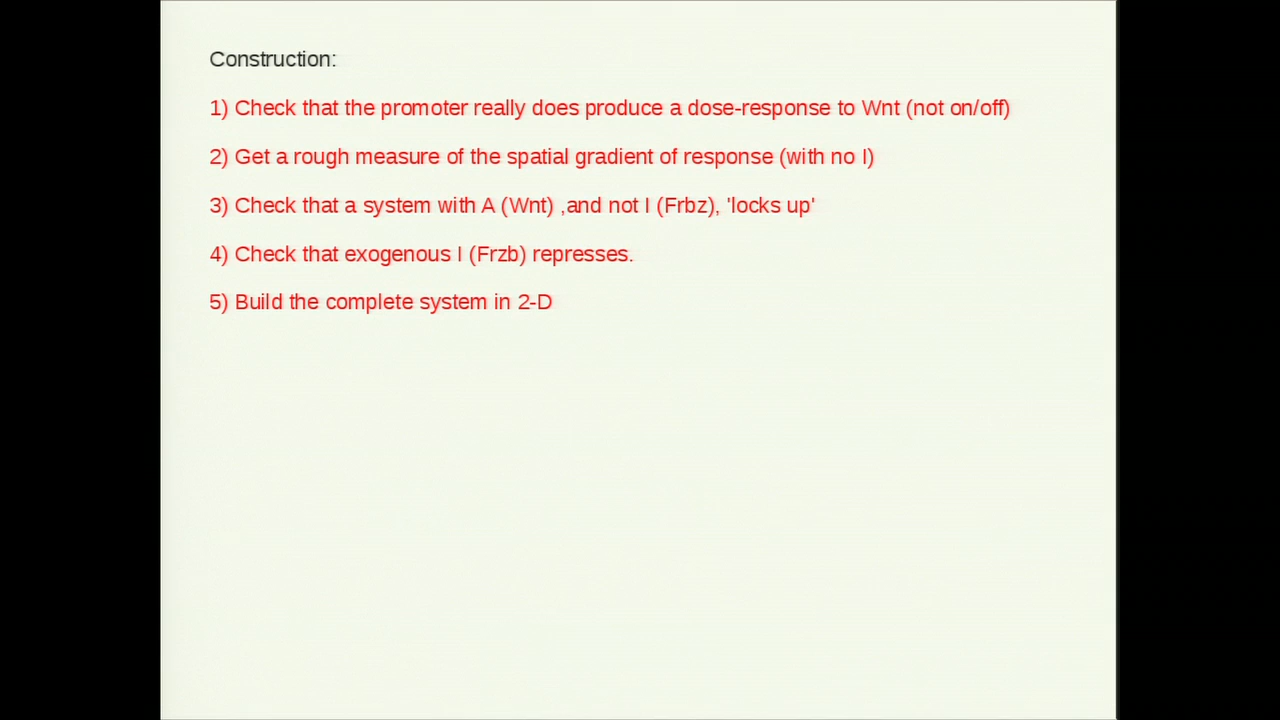 Construction:
1) Check that the promoter really does produce a dose-response to Wnt (not on/off)
2) Get a rough measure of the spatial gradient of response (with no I)
3) Check that a system with A (Wnt) ,and not I (Frbz), 'locks up'
4) Check that exogenous I (Frzb) represses.
5) Build the complete system in 2-D